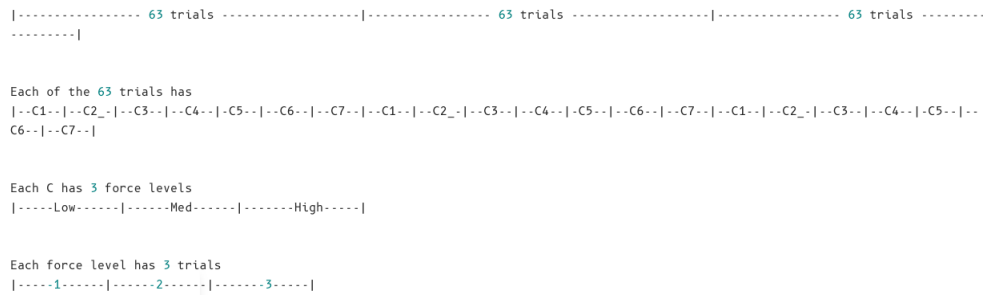 |----------------- 63 trials -------------------|----------------- 63 trials -------------------|----------------- 63 trials ---------
---------|
Each of the 63 trials has
|--C1--|--C2_-|--C3--|--C4--|-C5--|--C6--|--C7--|--C1--|--C2_-|--C3--|--C4--|-C5--|--C6--|--C7--|--C1--|--C2_-|--C3--|--C4--|-C5--|--
C6--|--C7--|
Each C has 3 force levels
|-----Low------|------Med------|-------High-----|
Each force level has 3 trials
|-----1------|------2------|-------3-----|